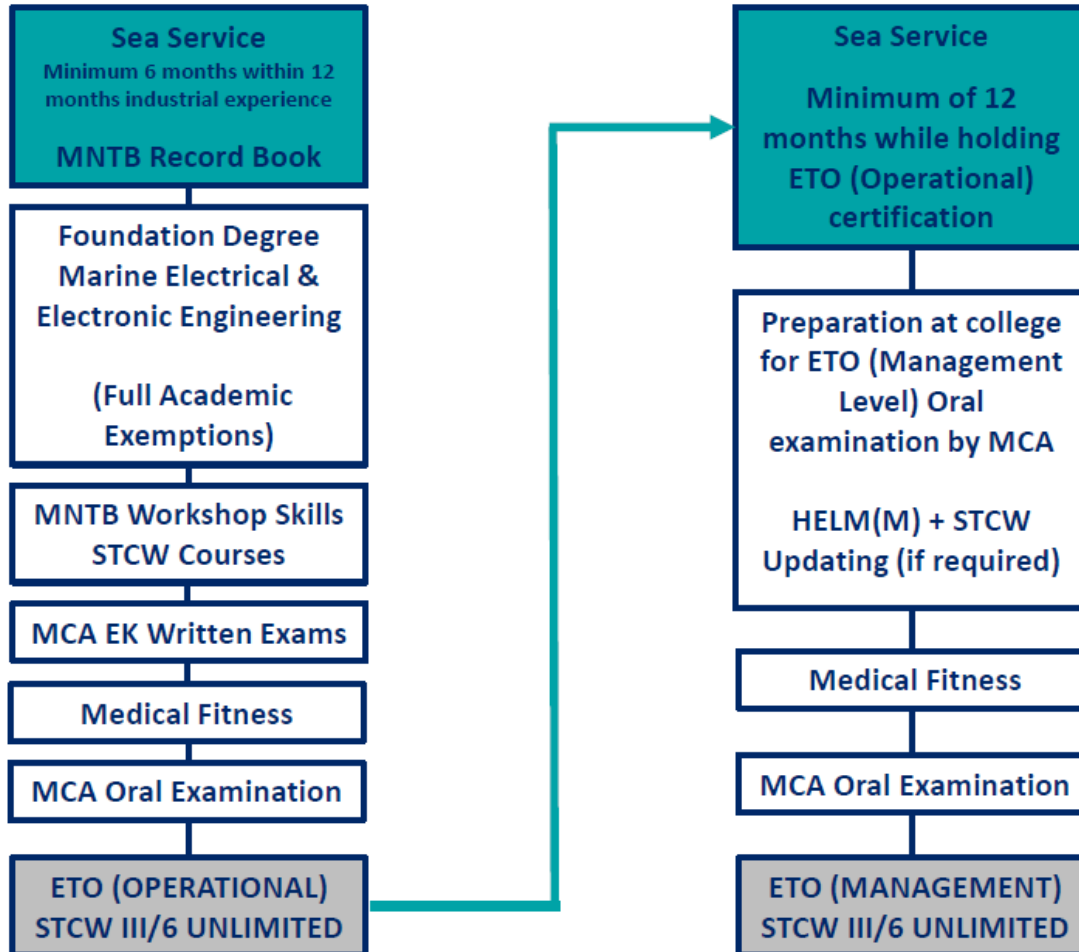 Sea Service
Minimum 6 months within 12
months industrial experience
MNTB Record Book
Foundation Degree
Marine Electrical &
Electronic Engineering
(Full Academic
Exemptions)
MNTB Workshop Skills
STCW Courses
MCA EK Written Exams
Medical Fitness
MCA Oral Examination
ETO (OPERATIONAL)
STCW III/6 UNLIMITED
Sea Service
Minimum of 12
months while holding
ETO (Operational)
certification
Preparation at college
for ETO (Management
Level) Oral
examination by MCA
HELM(M) + STCW
Updating (if required)
Medical Fitness
MCA Oral Examination
ETO (MANAGEMENT)
STCW III/6 UNLIMITED